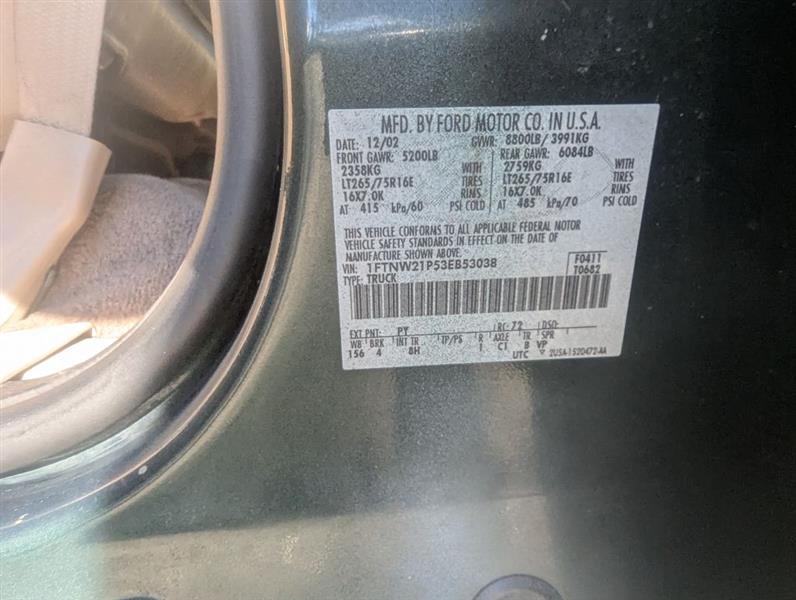 MFD. BY FORD MOTOR CO. IN U.S.A.
DATE: 12/02 GVWR: 8800LB/ 3991KG
FRONT GAWR: 5200LB REAR GAWR: 6084LB
2358KG WITH 2759KG WITH
LT265/75R16E TIRES LT265/75R16E TIRES
16X7.0K RIMS 16X7.0K RIMS
AT 415 kPa/60 PSI COLD AT 485 kPa/70 PSI COLD
THIS VEHICLE CONFORMS TO ALL APPLICABLE FEDERAL MOTOR
VEHICLE SAFETY STANDARDS IN EFFECT ON THE DATE OF
MANUFACTURE SHOWN ABOVE.
VIN: 1FTNW21P53EB53038 F0411
TYPE: TRUCK T0682
EXT PNT: PY RC: 72 DSO:
WB BRK INT TR TP/PS R AXLE TR SPR
156 4 8H 1 C1 B VP
UTC 2U5A-1520472-AA